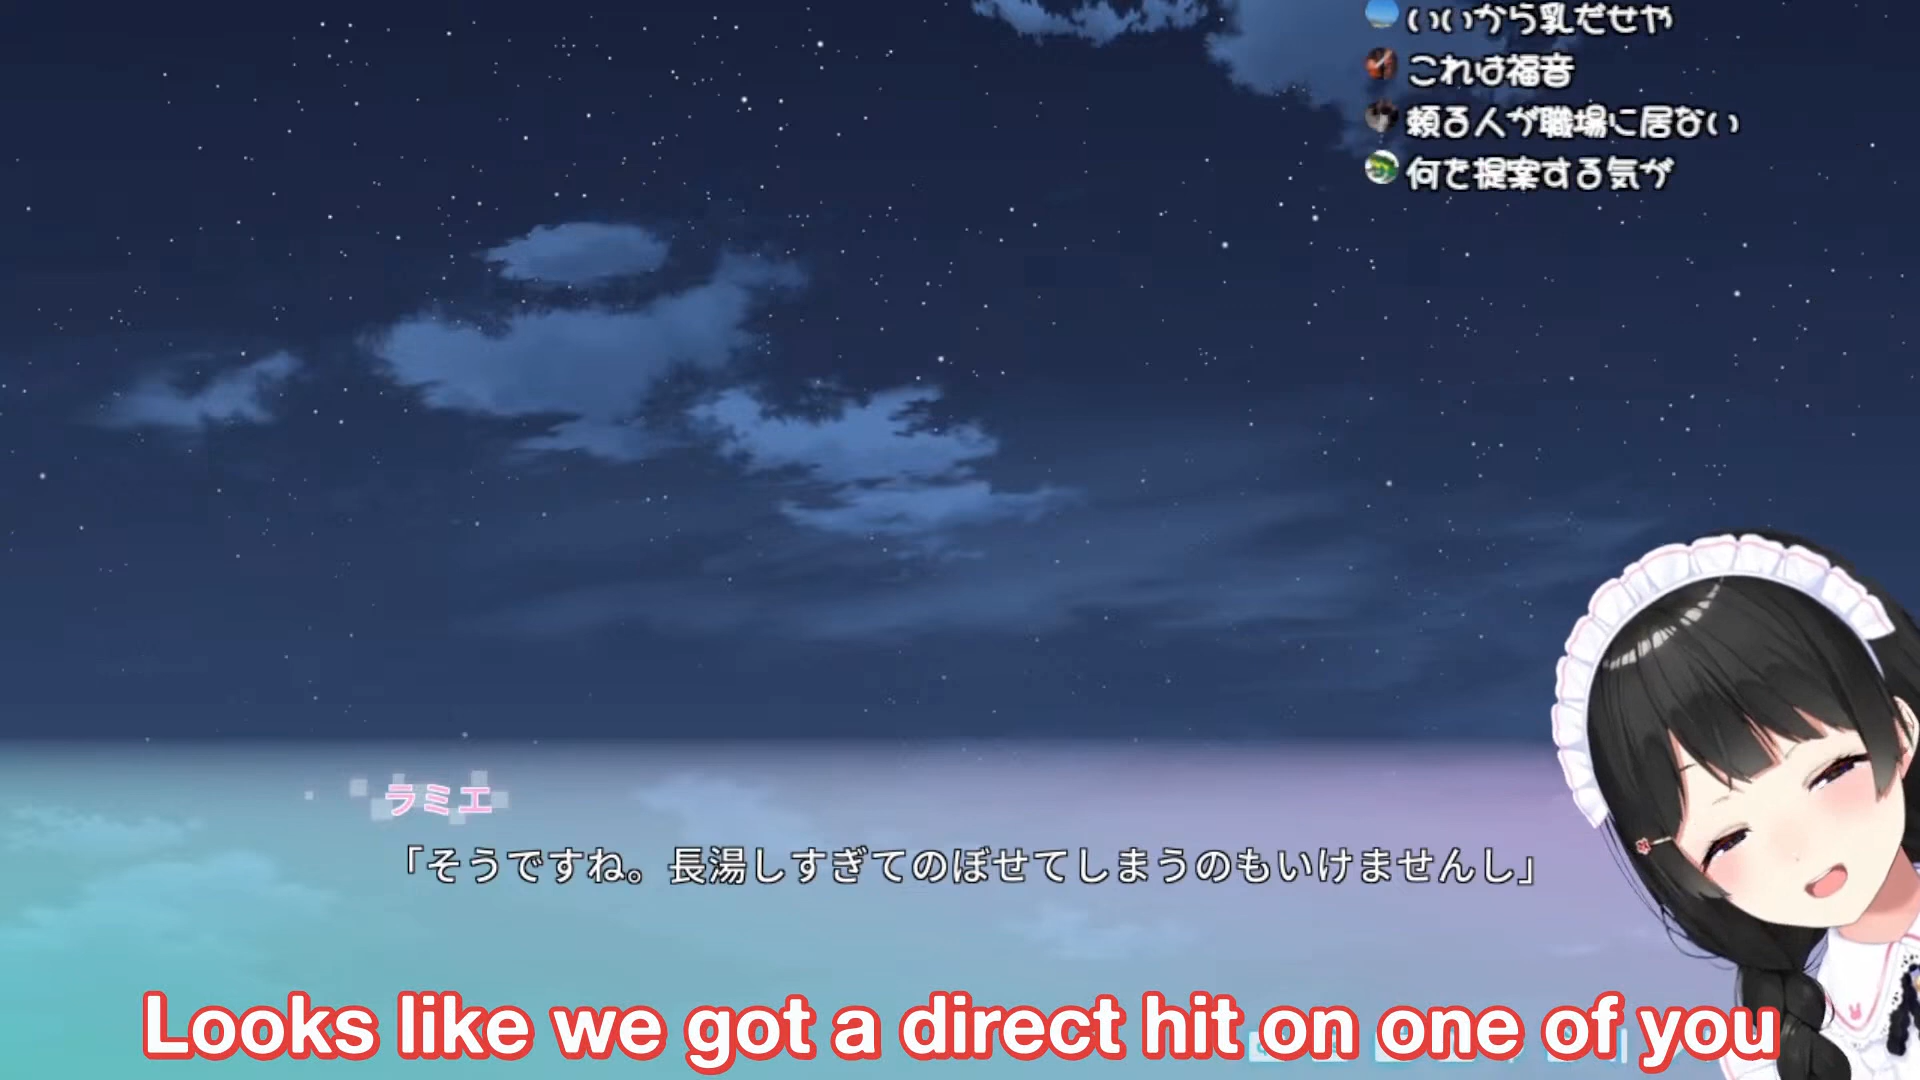 いいから乳だせや
これは福音
頼る人が職場に居ない
何を提案する気が
ラミエ
「そうですね。長湯しすぎてのぼせてしまうのもいけませんし」
Looks like we got a direct hit on one of you